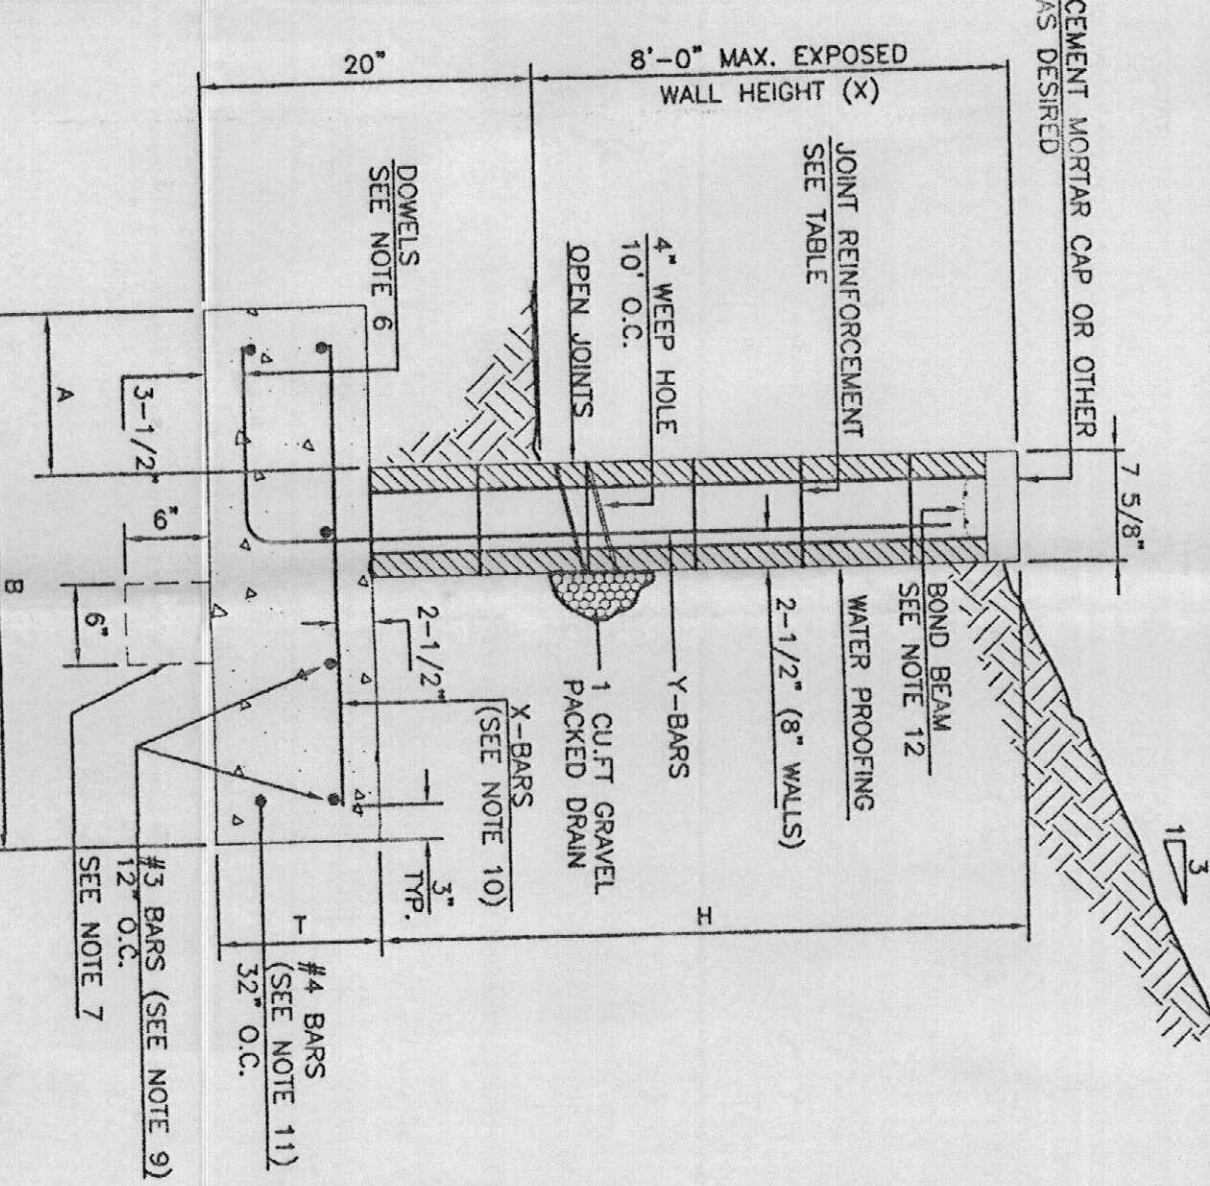 CEMENT MORTAR CAP OR OTHER
AS DESIRED
7 5/8"
8'-0" MAX. EXPOSED
WALL HEIGHT (X)
20"
JOINT REINFORCEMENT
SEE TABLE
4" WEEP HOLE
10' O.C.
OPEN JOINTS
DOWELS
SEE NOTE 6
1
3
BOND BEAM
SEE NOTE 12
WATER PROOFING
2-1/2" (8" WALLS)
Y-BARS
1 CU.FT GRAVEL
PACKED DRAIN
X-BARS
(SEE NOTE 10)
2-1/2"
3"
TYP.
H
T
A
3-1/2"
6"
6"
B
#4 BARS
(SEE NOTE 11)
32" O.C.
#3 BARS (SEE NOTE 9)
12" O.C.
SEE NOTE 7